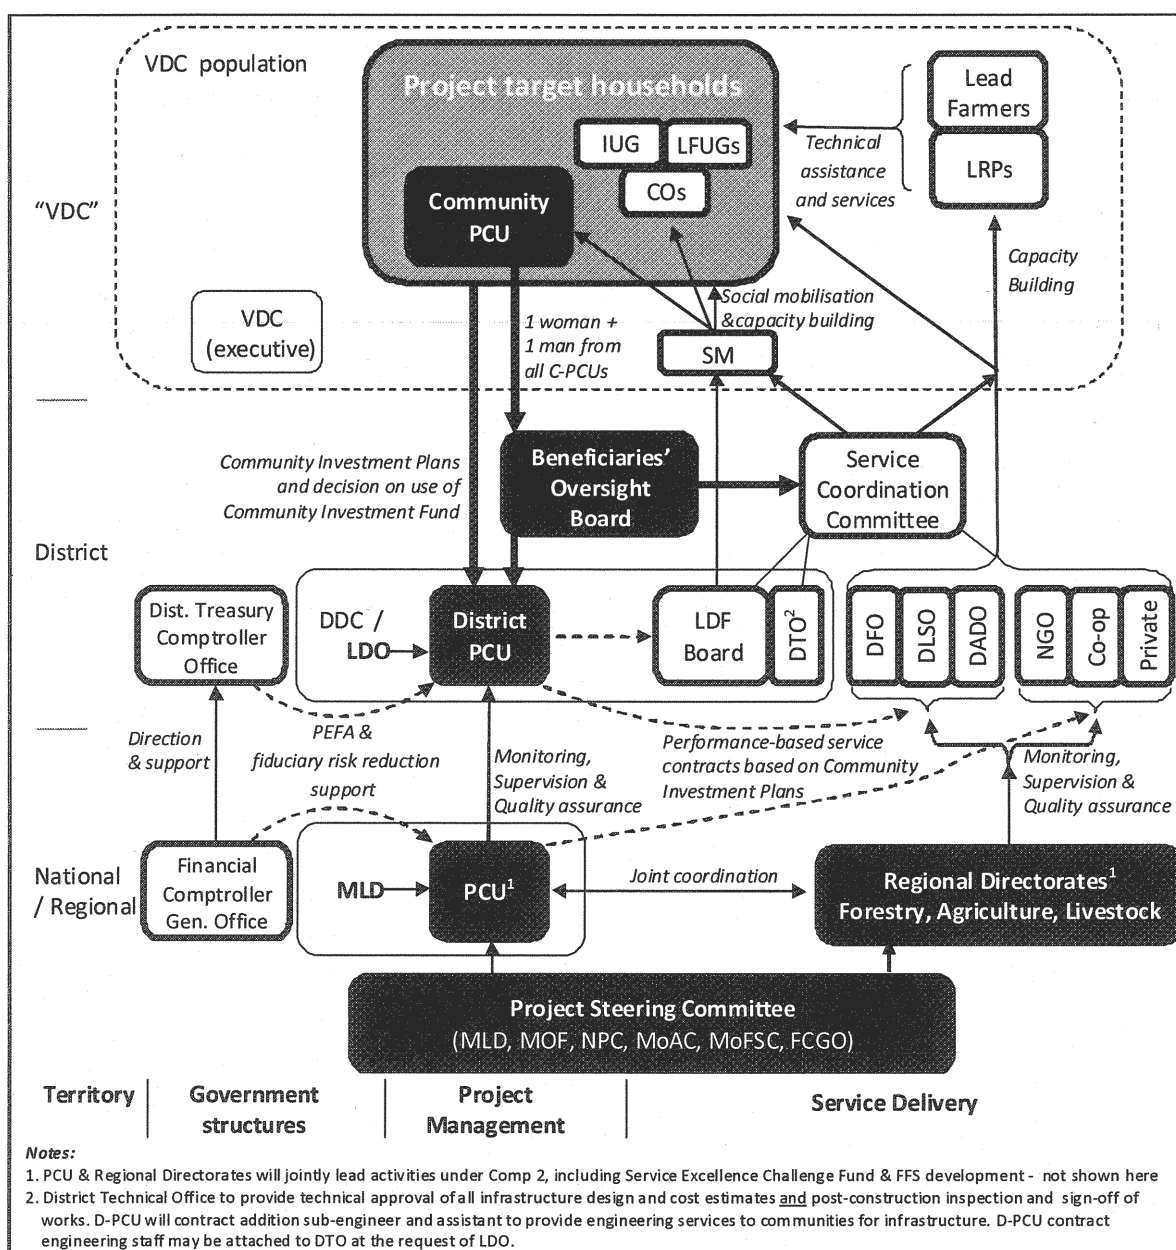 VDC population
Project target households
Lead
Farmers
IUG
LFUGs
Technical
assistance
and services
LRPs
COs
"VDC"
Community
PCU
Capacity
Building
Social mobilisation
&capacity building
VDC
(executive)
1 woman +
1 man from
all C-PCUs
SM
Community Investment Plans
and decision on use of
Community Investment Fund
Beneficiaries'
Oversight
Board
Service
Coordination
Committee
District
Dist. Treasury
Comptroller
Office
DDC /
LDO
District
PCU
LDF
Board
DTO2
DFO
DLSO
DADO
NGO
Co-op
Private
Direction
& support
PEFA &
fiduciary risk reduction
support
Monitoring,
Supervision &
Quality assurance
Performance-based service
contracts based on Community
Investment Plans
Monitoring,
Supervision &
Quality assurance
National
/ Regional
Financial
Comptroller
Gen. Office
MLD
PCU1
Joint coordination
Regional Directorates1
Forestry, Agriculture, Livestock
Project Steering Committee
(MLD, MOF, NPC, MoAC, MoFSC, FCGO)
Territory
Government
structures
Project
Management
Service Delivery
Notes:
1. PCU & Regional Directorates will jointly lead activities under Comp 2, including Service Excellence Challenge Fund & FFS development - not shown here
2. District Technical Office to provide technical approval of all infrastructure design and cost estimates and post-construction inspection and sign-off of
works. D-PCU will contract addition sub-engineer and assistant to provide engineering services to communities for infrastructure. D-PCU contract
engineering staff may be attached to DTO at the request of LDO.